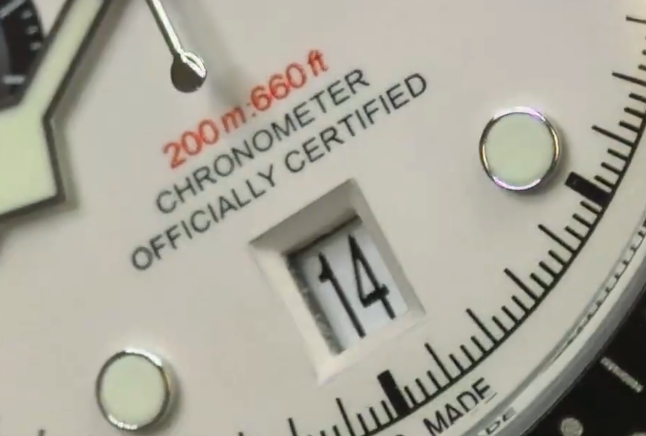 200m:660ft
CHRONOMETER
OFFICIALLY CERTIFIED
14
MADE